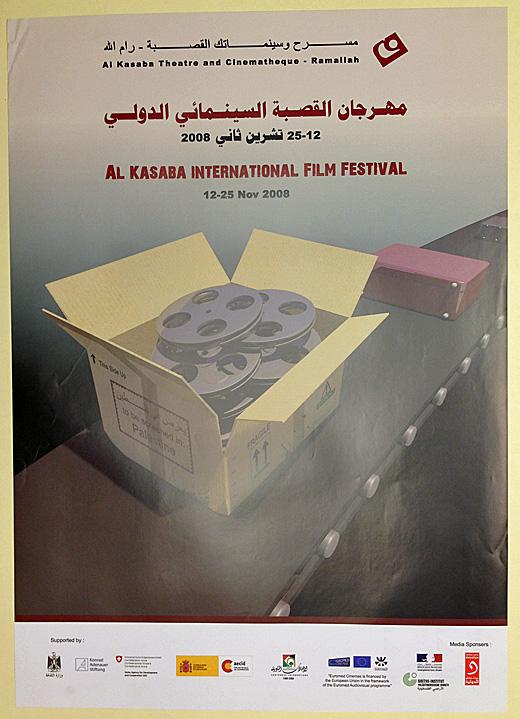 مسرح وسينماتك القصبة - رام الله
Al Kasaba Theatre and Cinematheque - Ramallah
مهرجان القصبة السينمائي الدولي
25-12 تشرين ثاني 2008
AL KASABA INTERNATIONAL FILM FESTIVAL
12-25 Nov 2008
This Side Up
to be screened in:
Palestine
FRAGILE
Supported by :
Media Sponsers :
Konrad
Adenauer
Stiftung
aecid
"Euromed Cinemas is financed by
the European Union in the framework
of the Euromed Audiovisual programme"
GOETHE-INSTITUT